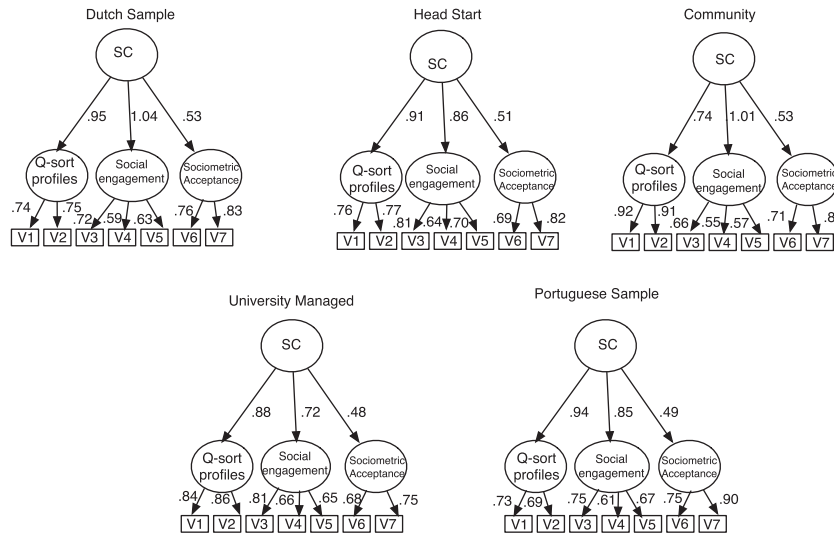 Dutch Sample
Head Start
Community
SC
SC
SC
.95
1.04
.53
.91
.86
.51
.74
1.01
.53
Q-sort
profiles
Social
engagement
Sociometric
Acceptance
Q-sort
profiles
Social
engagement
Sociometric
Acceptance
Q-sort
profiles
Social
engagement
Sociometric
Acceptance
.74
.75
.72
.59
.63
.76
.83
.76
.77
.81
.64
.70
.69
.82
.92
.91
.66
.55
.57
.71
V1
V2
V3
V4
V5
V6
V7
V1
V2
V3
V4
V5
V6
V7
V1
V2
V3
V4
V5
V6
V7
University Managed
Portuguese Sample
SC
SC
.88
.72
.48
.94
.85
.49
Q-sort
profiles
Social
engagement
Sociometric
Acceptance
Q-sort
profiles
Social
engagement
Sociometric
Acceptance
.84
.86
.81
.66
.65
.68
.75
.73
.69
.75
.61
.67
.75
.90
V1
V2
V3
V4
V5
V6
V7
V1
V2
V3
V4
V5
V6
V7